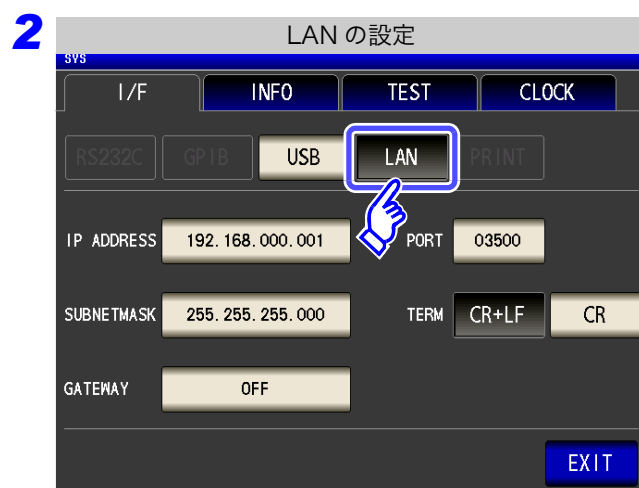 2
LAN の設定
SYS
I/F INFO TEST CLOCK
RS232C GPIB USB LAN PRINT
IP ADDRESS 192.168.000.001 PORT 03500
SUBNETMASK 255.255.255.000 TERM CR+LF CR
GATEWAY OFF
EXIT